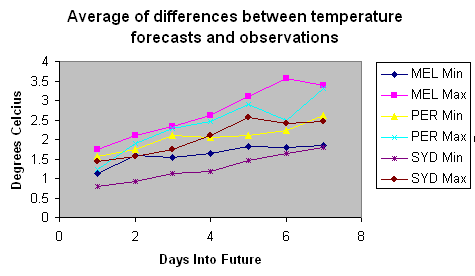 Average of differences between temperature
forecasts and observations
Degrees Celcius
4
3.5
3
2.5
2
1.5
1
0.5
0
0 2 4 6 8
Days Into Future
MEL Min
MEL Max
PER Min
PER Max
SYD Min
SYD Max